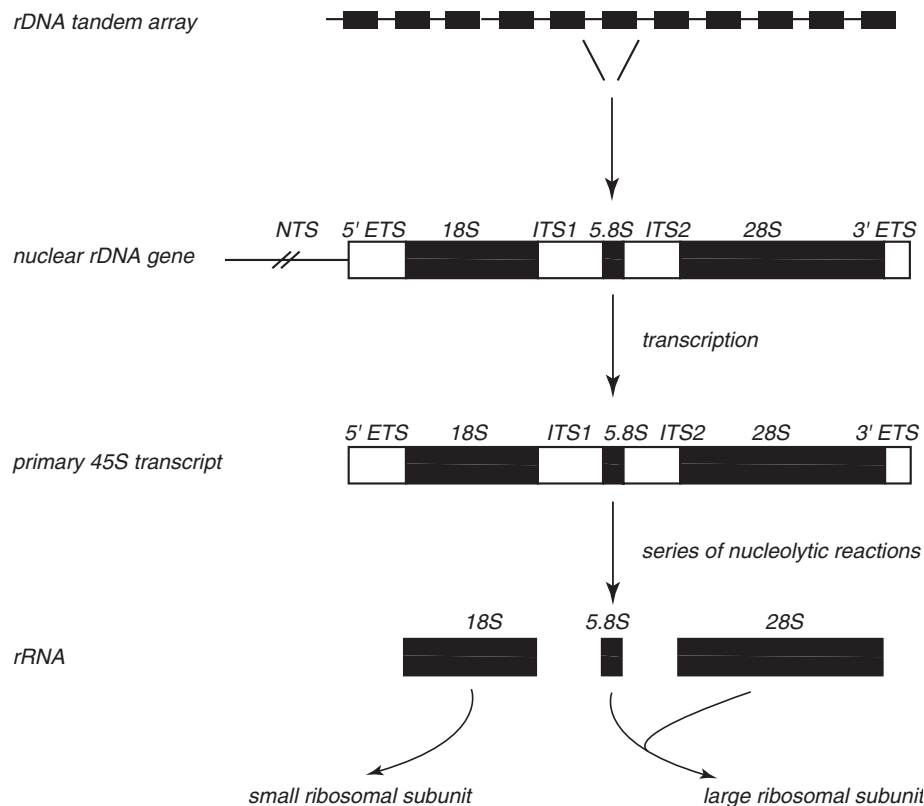 rDNA tandem array
NTS 5' ETS 18S ITS1 5.8S ITS2 28S 3' ETS
nuclear rDNA gene
transcription
5' ETS 18S ITS1 5.8S ITS2 28S 3' ETS
primary 45S transcript
series of nucleolytic reactions
18S 5.8S 28S
rRNA
small ribosomal subunit large ribosomal subunit